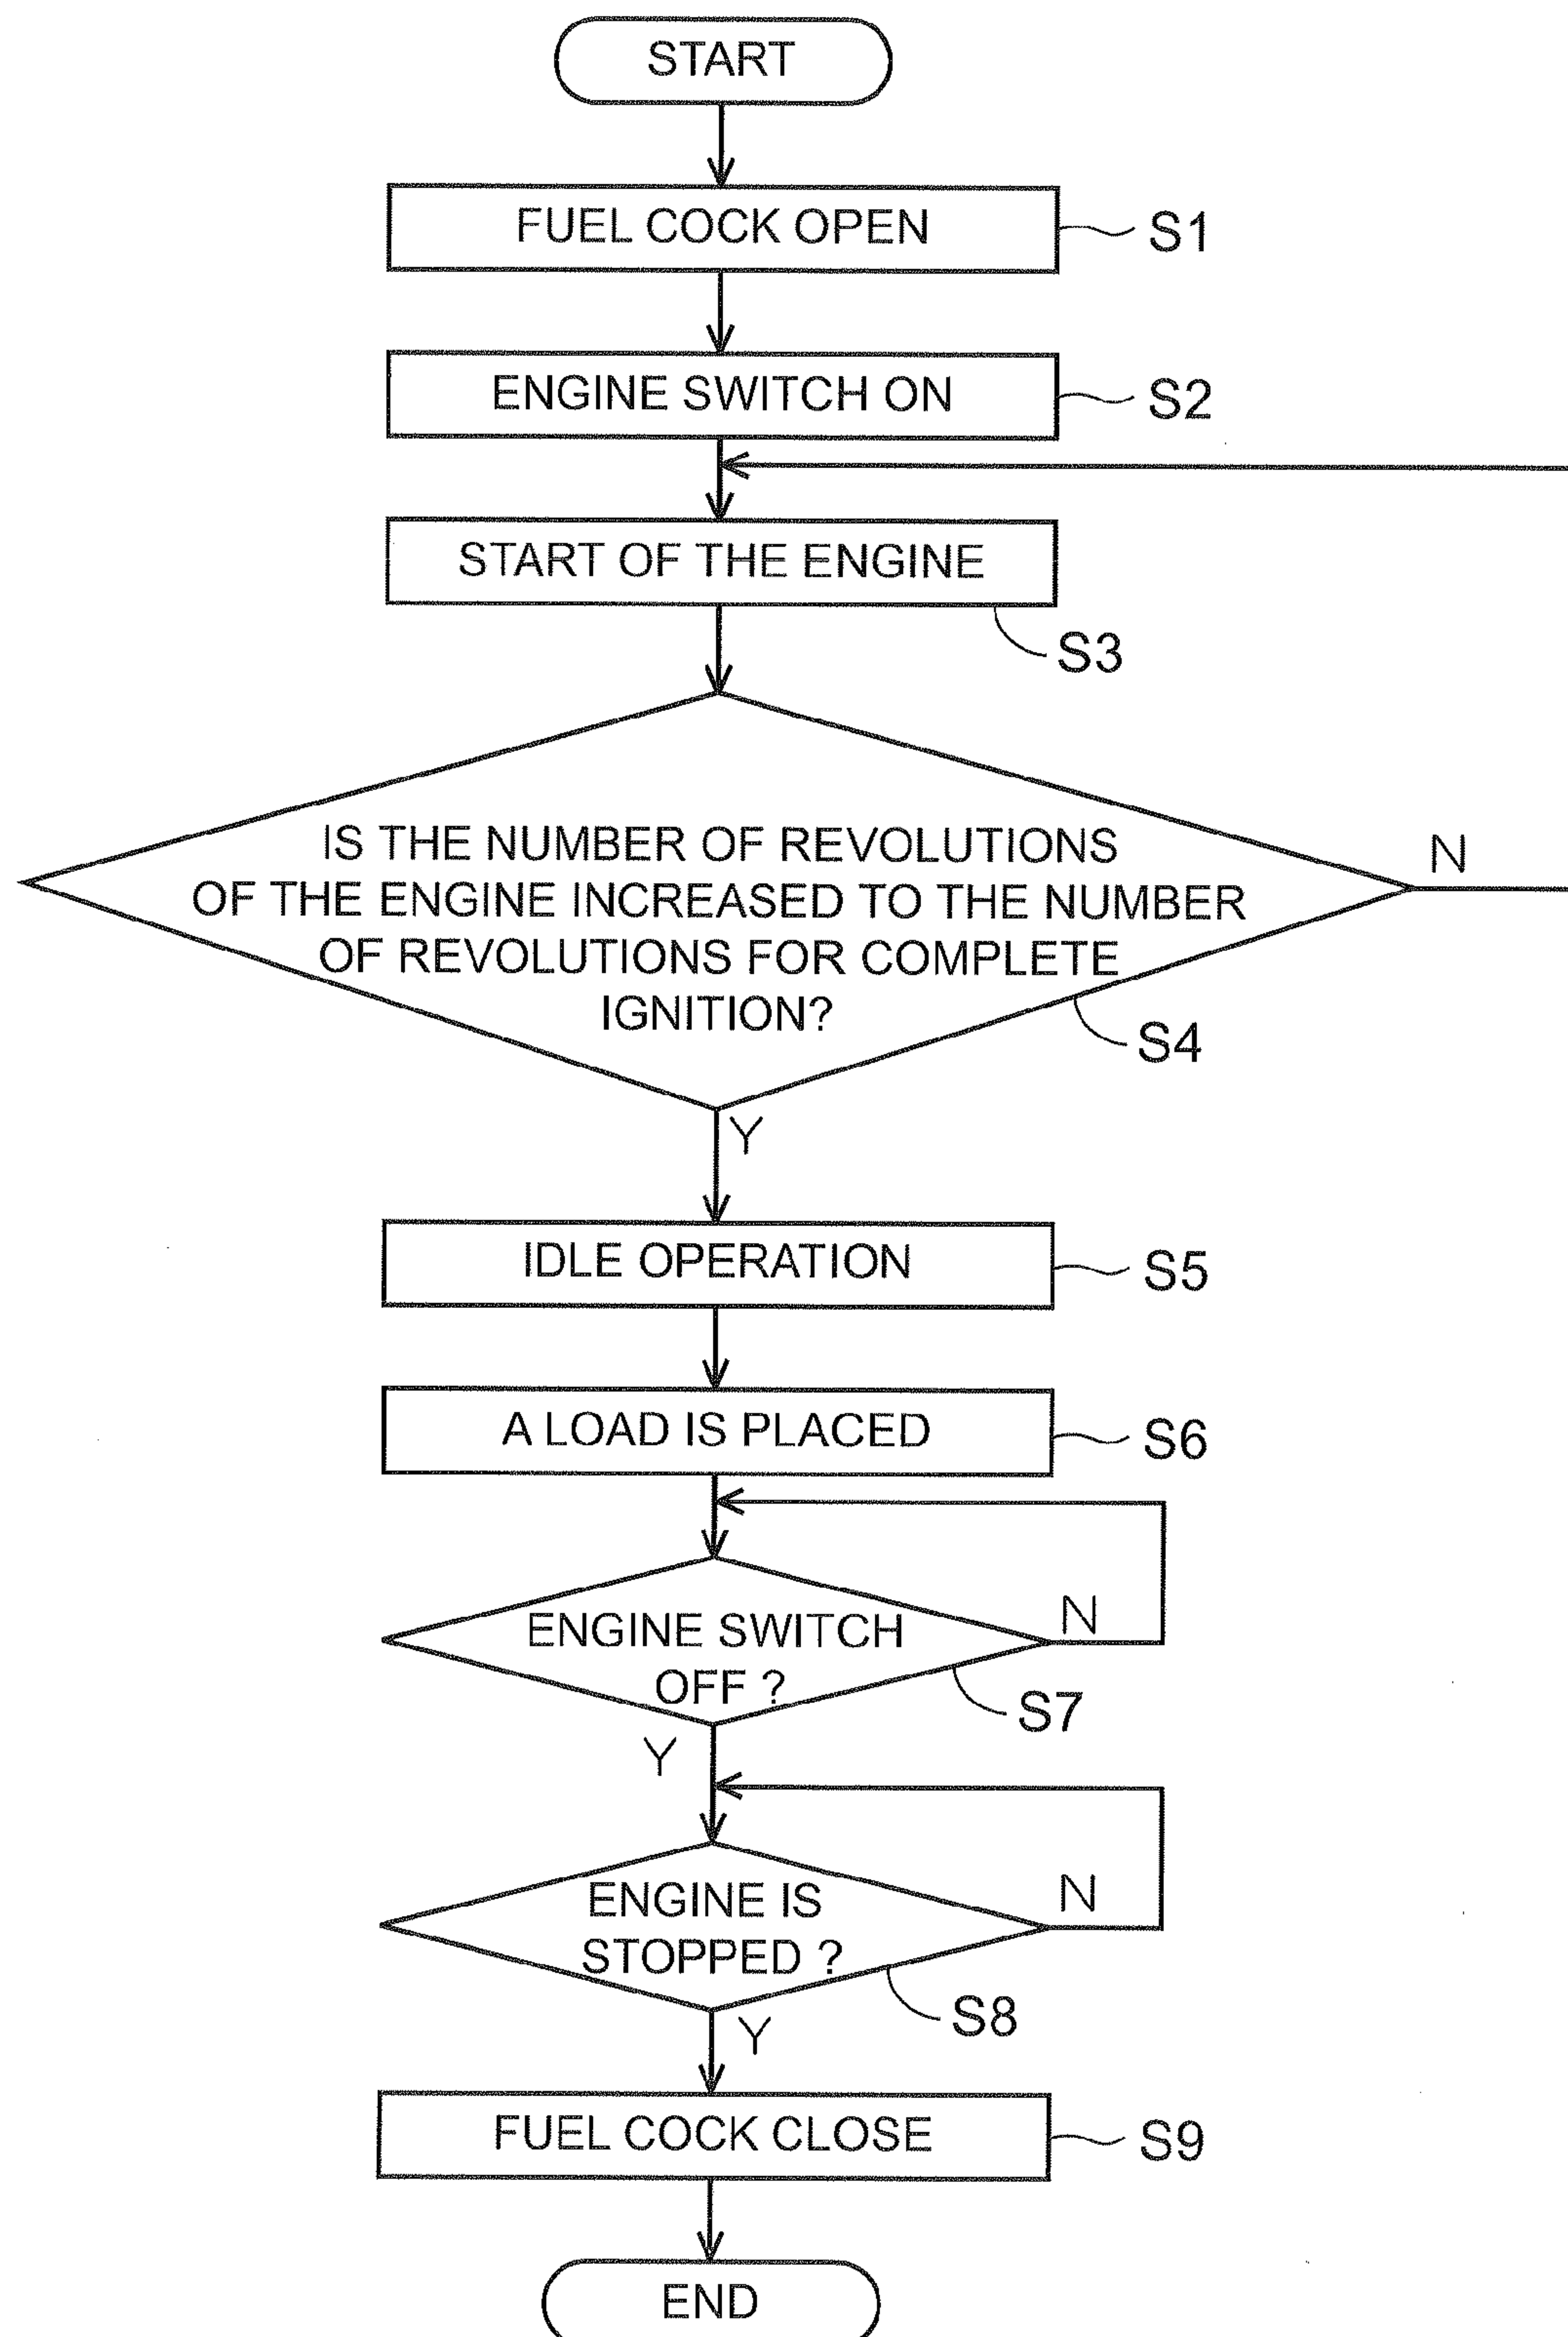 START
FUEL COCK OPEN
S1
ENGINE SWITCH ON
S2
START OF THE ENGINE
S3
IS THE NUMBER OF REVOLUTIONS
OF THE ENGINE INCREASED TO THE NUMBER
OF REVOLUTIONS FOR COMPLETE
IGNITION?
N
S4
Y
IDLE OPERATION
S5
A LOAD IS PLACED
S6
ENGINE SWITCH
OFF ?
N
S7
Y
ENGINE IS
STOPPED ?
N
S8
Y
FUEL COCK CLOSE
S9
END